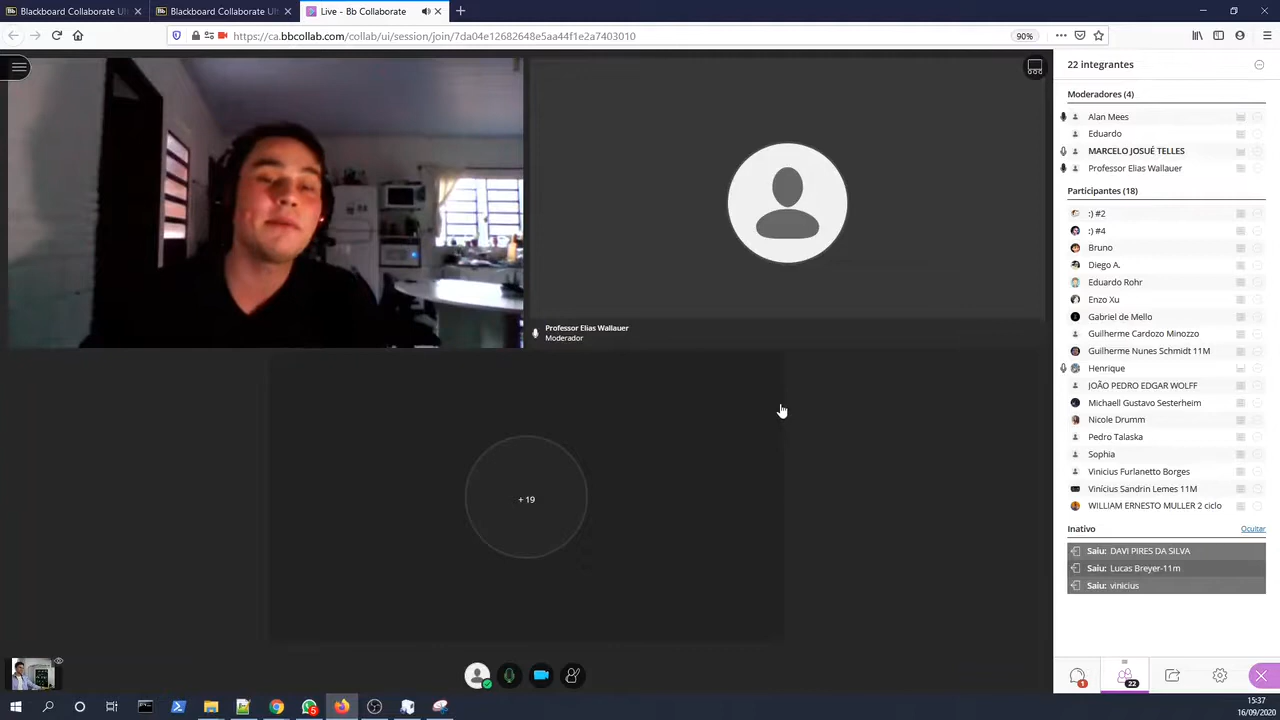 Blackboard Collaborate Ult
Blackboard Collaborate Ult
Live - Bb Collaborate
https://ca.bbcollab.com/collab/ui/session/join/7da04e12682648e5aa44f1e2a7403010
90%
22 integrantes
Moderadores (4)
Alan Mees
Eduardo
MARCELO JOSUÉ TELLES
Professor Elias Wallauer
Participantes (18)
:) #2
:) #4
Bruno
Diego A.
Eduardo Rohr
Enzo Xu
Gabriel de Mello
Guilherme Cardozo Minozzo
Guilherme Nunes Schmidt 11M
Henrique
JOÃO PEDRO EDGAR WOLFF
Michaell Gustavo Sesterheim
Nicole Drumm
Pedro Talaska
Sophia
Vinicius Furlanetto Borges
Vinícius Sandrin Lemes 11M
WILLIAM ERNESTO MULLER 2 ciclo
Inativo
Ocultar
Saiu: DAVI PIRES DA SILVA
Saiu: Lucas Breyer-11m
Saiu: vinicius
Professor Elias Wallauer
Moderador
+ 19
1
22
5
15:37
16/09/2020